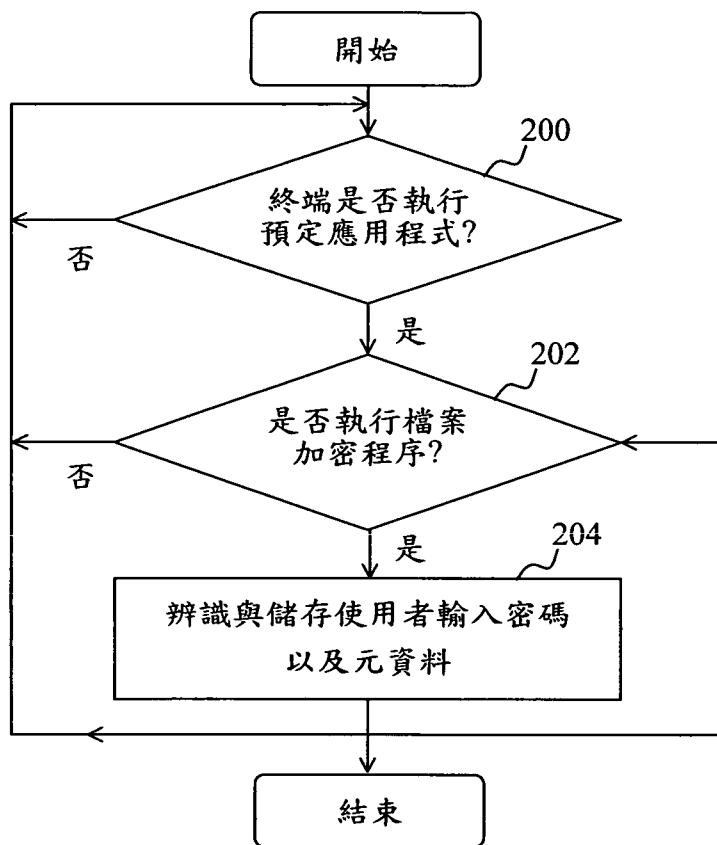 開始
200
終端是否執行
預定應用程式?
否
是
202
是否執行檔案
加密程序?
否
是
204
辨識與儲存使用者輸入密碼
以及元資料
結束